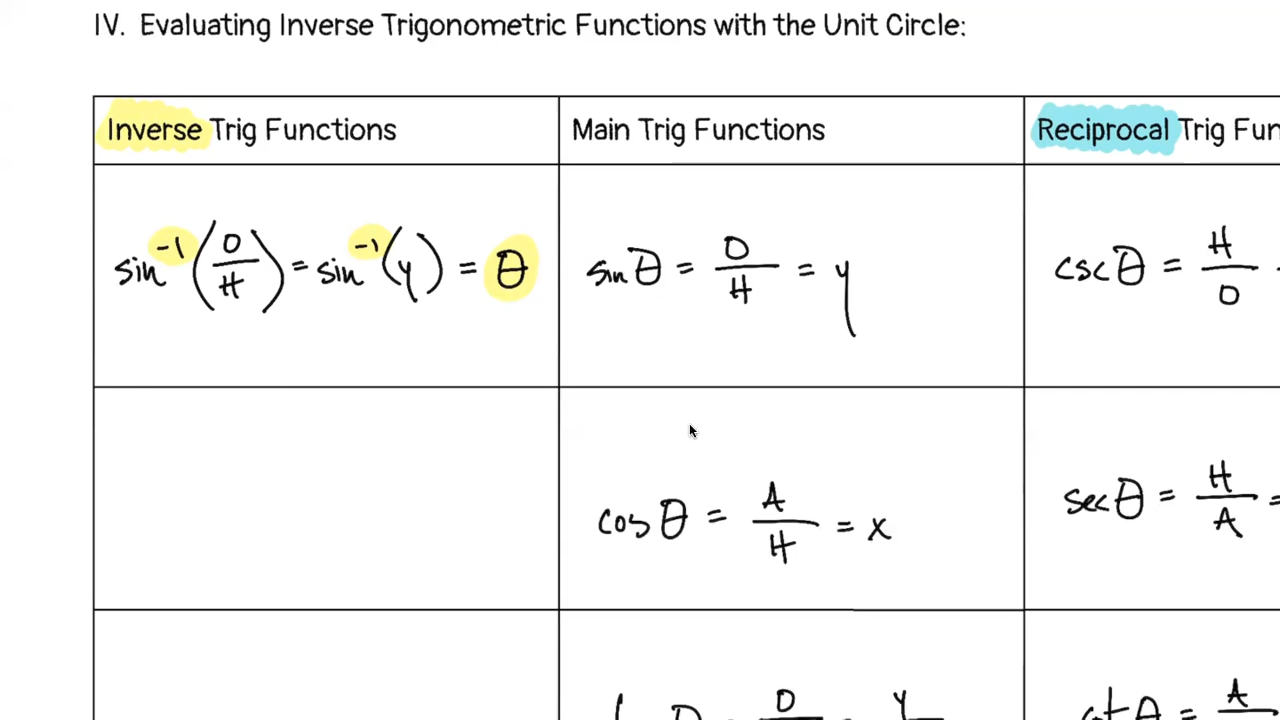 IV. Evaluating Inverse Trigonometric Functions with the Unit Circle:
Inverse Trig Functions
Main Trig Functions
Reciprocal Trig Fun
sin⁻¹(O/H) = sin⁻¹(y) = θ
sin θ = O/H = y
csc θ = H/O =
cos θ = A/H = x
sec θ = H/A =